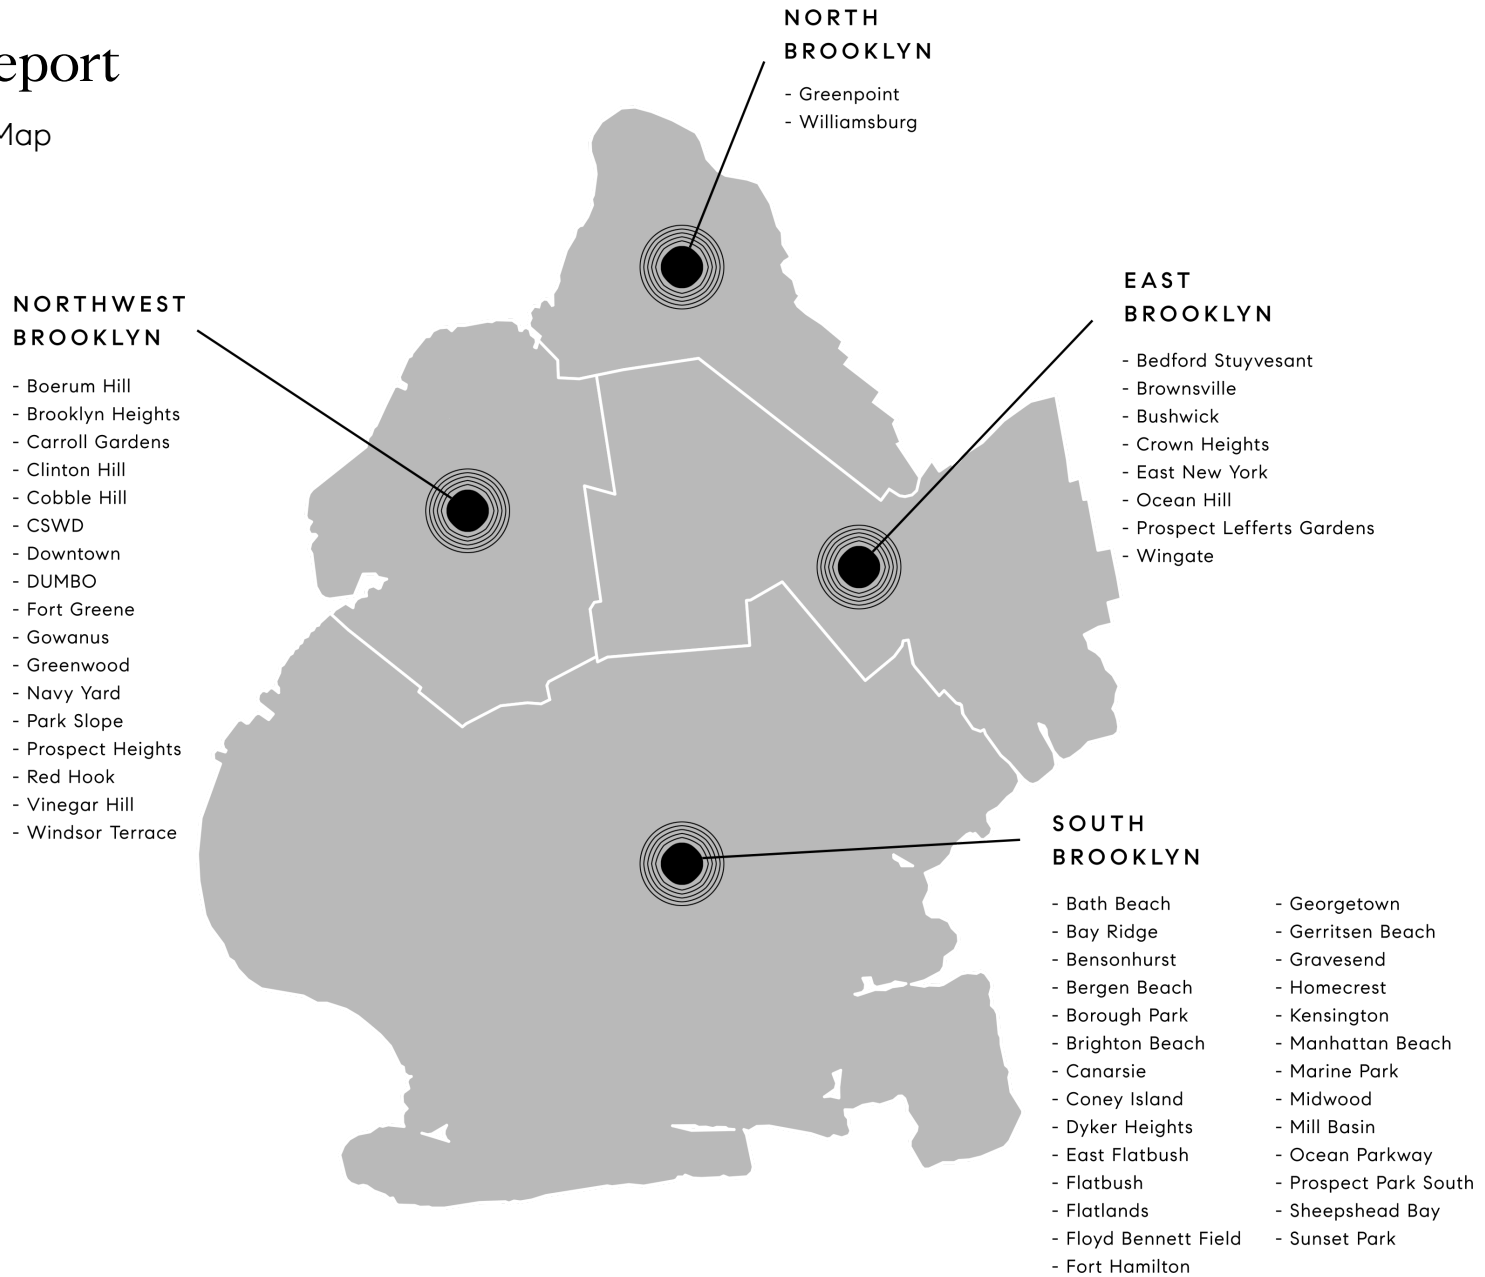 eport
Map
NORTH
BROOKLYN
- Greenpoint
- Williamsburg
NORTHWEST
BROOKLYN
- Boerum Hill
- Brooklyn Heights
- Carroll Gardens
- Clinton Hill
- Cobble Hill
- CSWD
- Downtown
- DUMBO
- Fort Greene
- Gowanus
- Greenwood
- Navy Yard
- Park Slope
- Prospect Heights
- Red Hook
- Vinegar Hill
- Windsor Terrace
EAST
BROOKLYN
- Bedford Stuyvesant
- Brownsville
- Bushwick
- Crown Heights
- East New York
- Ocean Hill
- Prospect Lefferts Gardens
- Wingate
SOUTH
BROOKLYN
- Bath Beach
- Bay Ridge
- Bensonhurst
- Bergen Beach
- Borough Park
- Brighton Beach
- Canarsie
- Coney Island
- Dyker Heights
- East Flatbush
- Flatbush
- Flatlands
- Floyd Bennett Field
- Fort Hamilton
- Georgetown
- Gerritsen Beach
- Gravesend
- Homecrest
- Kensington
- Manhattan Beach
- Marine Park
- Midwood
- Mill Basin
- Ocean Parkway
- Prospect Park South
- Sheepshead Bay
- Sunset Park